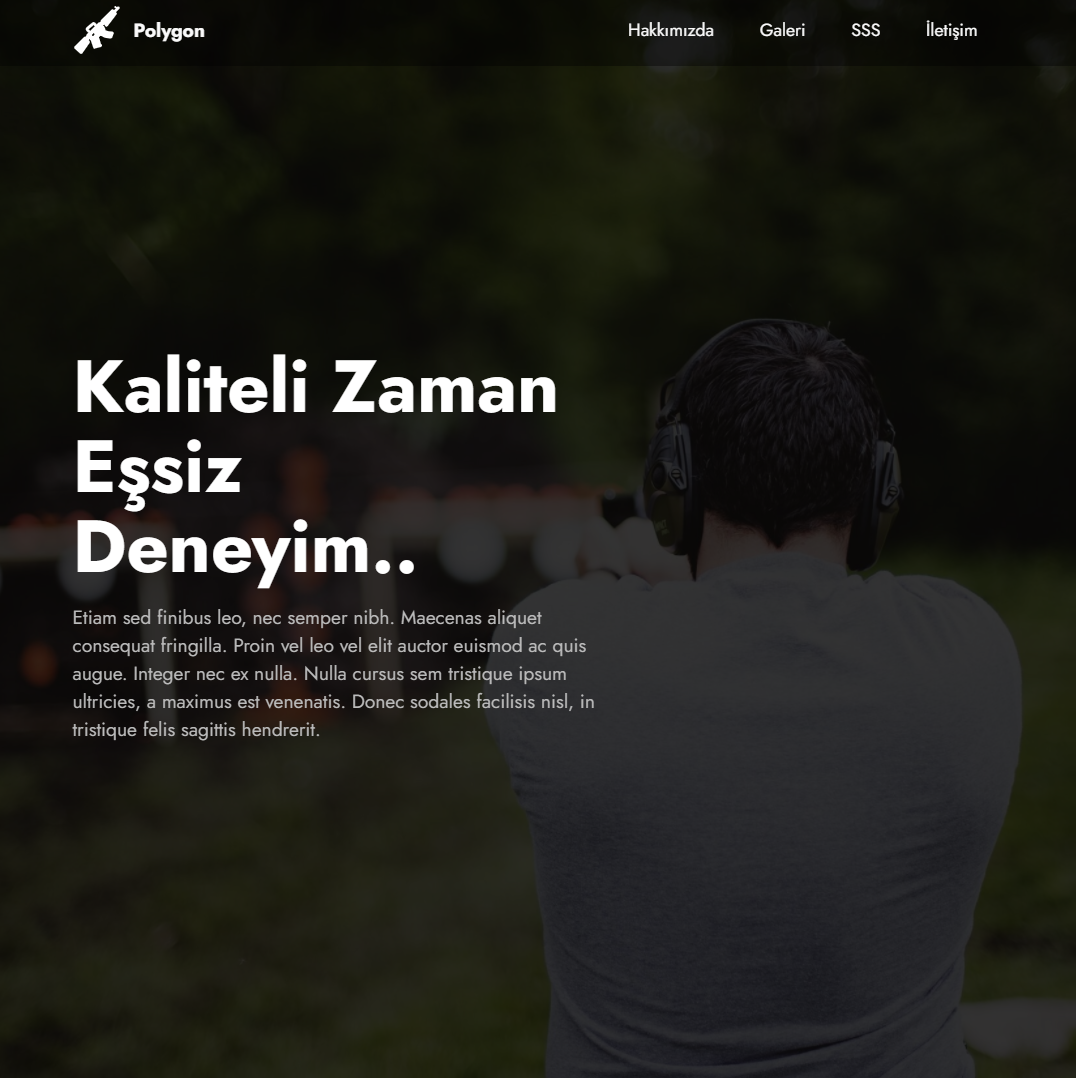 Polygon
Hakkımızda
Galeri
SSS
İletişim
Kaliteli Zaman
Eşsiz
Deneyim..
Etiam sed finibus leo, nec semper nibh. Maecenas aliquet
consequat fringilla. Proin vel leo vel elit auctor euismod ac quis
augue. Integer nec ex nulla. Nulla cursus sem tristique ipsum
ultricies, a maximus est venenatis. Donec sodales facilisis nisl, in
tristique felis sagittis hendrerit.